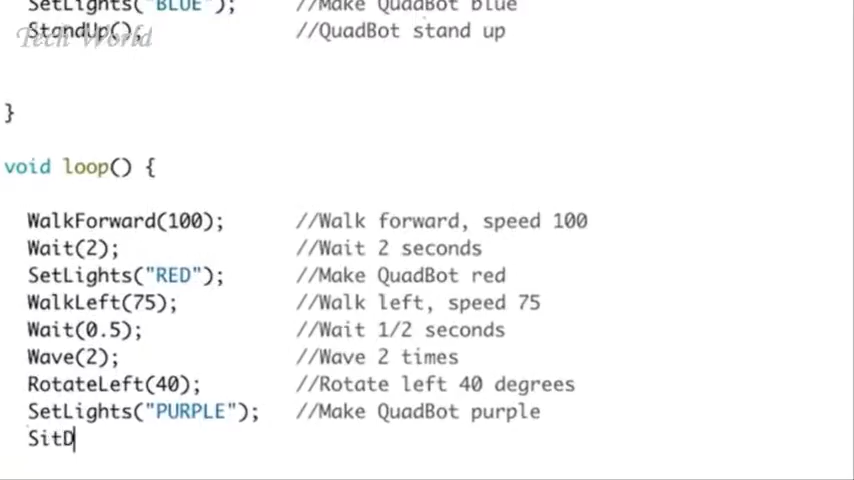 SetLights("BLUE");      //Make QuadBot blue
StandUp();              //QuadBot stand up
Tech World
}
void loop() {
WalkForward(100);       //Walk forward, speed 100
Wait(2);                //Wait 2 seconds
SetLights("RED");       //Make QuadBot red
WalkLeft(75);           //Walk left, speed 75
Wait(0.5);              //Wait 1/2 seconds
Wave(2);                //Wave 2 times
RotateLeft(40);         //Rotate left 40 degrees
SetLights("PURPLE");    //Make QuadBot purple
SitD